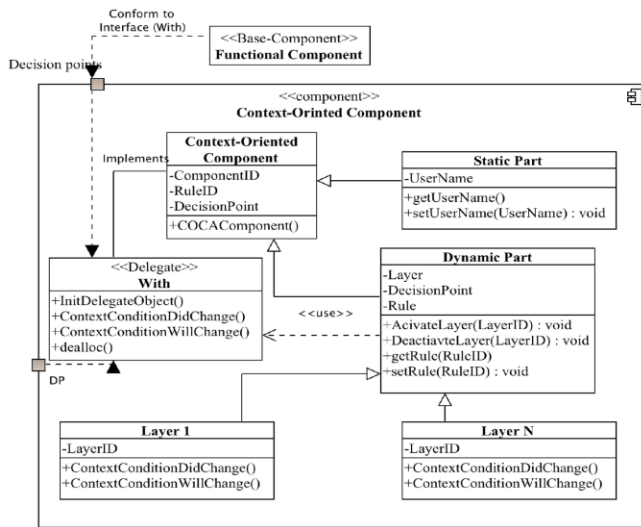 Conform to
Interface (With)
<<Base-Component>>
Functional Component
Decision points
<<component>>
Context-Orinted Component
Context-Oriented
Component
-ComponentID
-RuleID
-DecisionPoint
+COCAComponent()
Implements
Static Part
-UserName
+getUserName()
+setUserName(UserName) : void
<<Delegate>>
With
+InitDelegateObject()
+ContextConditionDidChange()
+ContextConditionWillChange()
+dealloc()
<<use>>
Dynamic Part
-Layer
-DecisionPoint
-Rule
+AcivateLayer(LayerID) : void
+DeactiavteLayer(LayerID) : void
+getRule(RuleID)
+setRule(RuleID) : void
DP
Layer 1
-LayerID
+ContextConditionDidChange()
+ContextConditionWillChange()
Layer N
-LayerID
+ContextConditionDidChange()
+ContextConditionWillChange()